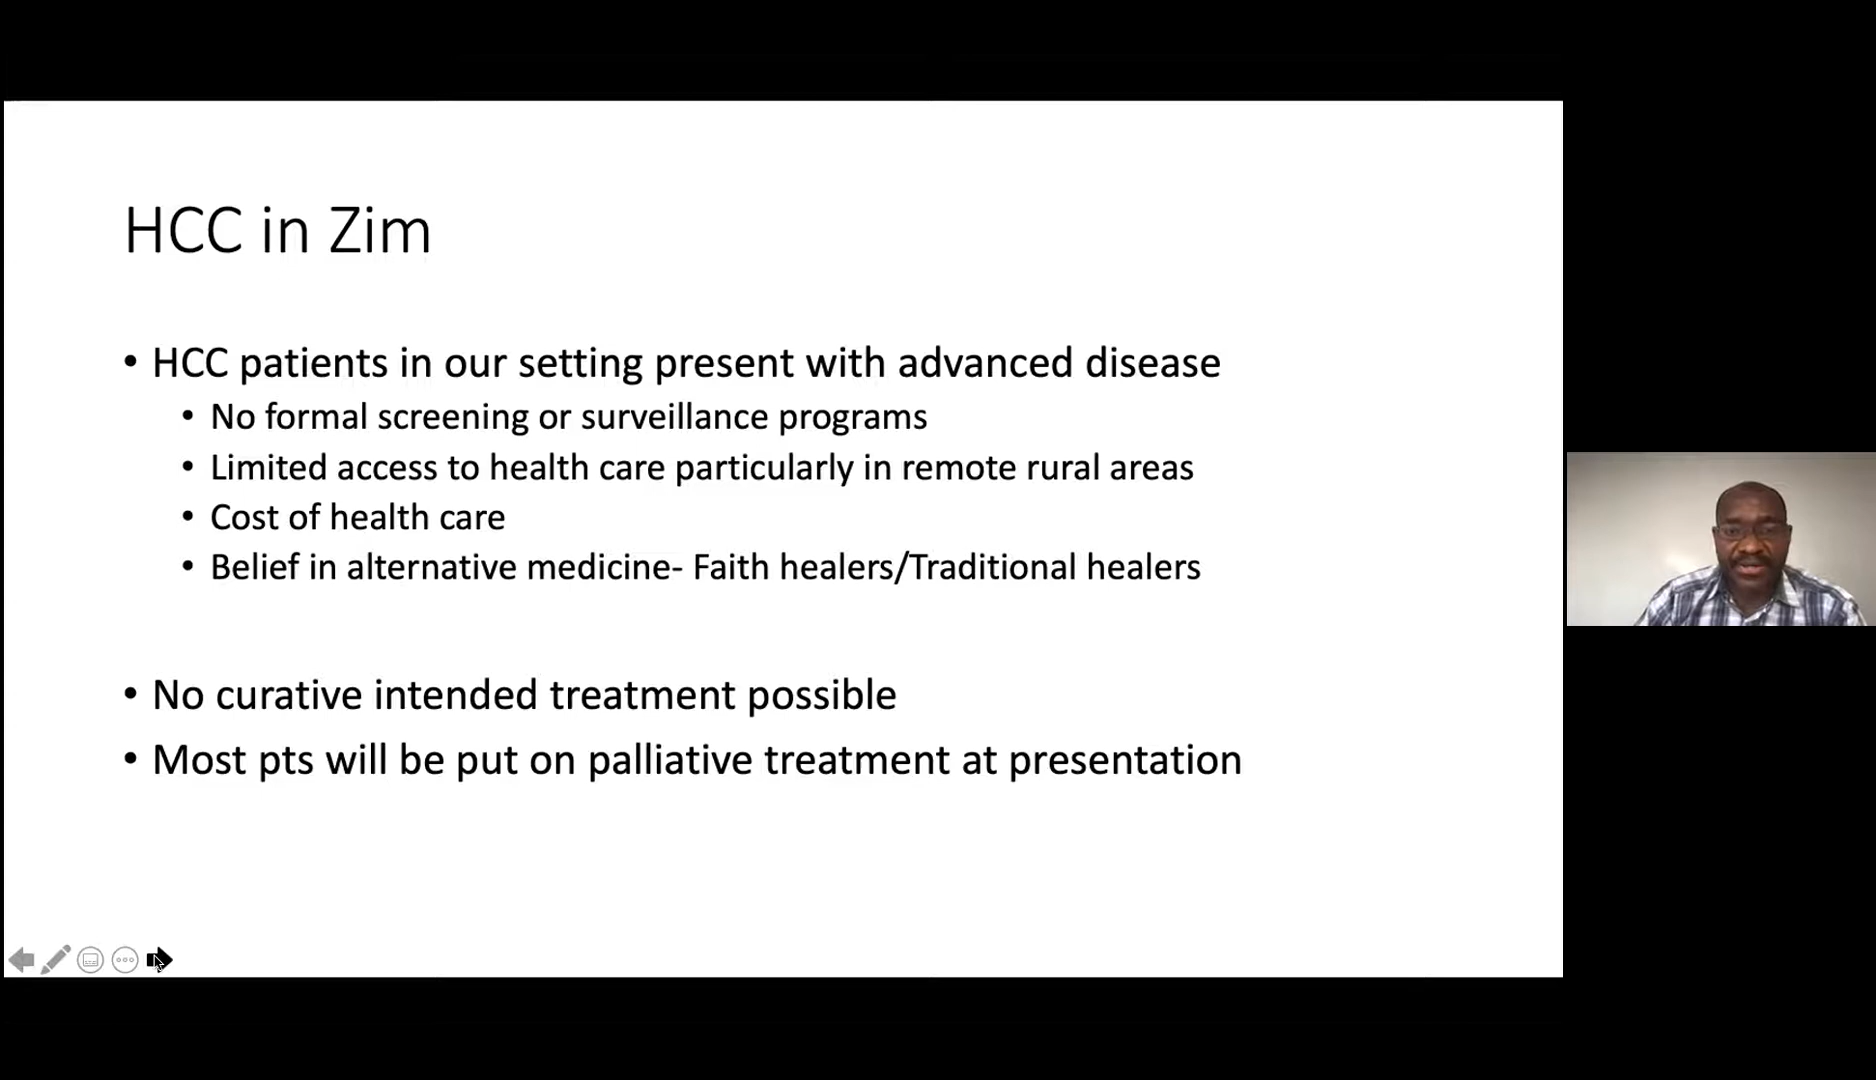 HCC in Zim
• HCC patients in our setting present with advanced disease
• No formal screening or surveillance programs
• Limited access to health care particularly in remote rural areas
• Cost of health care
• Belief in alternative medicine- Faith healers/Traditional healers
• No curative intended treatment possible
• Most pts will be put on palliative treatment at presentation